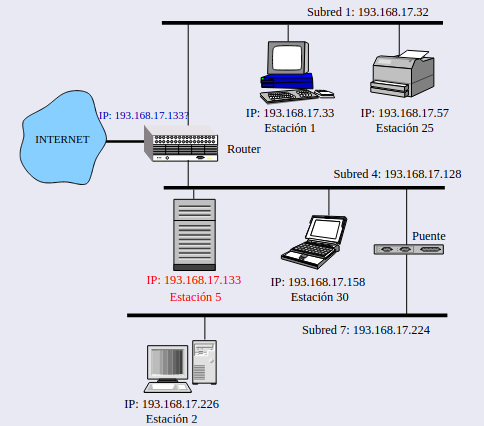 Subred 1: 193.168.17.32
IP: 193.168.17.133?
INTERNET
IP: 193.168.17.33
Estación 1
IP: 193.168.17.57
Estación 25
Router
Subred 4: 193.168.17.128
Puente
IP: 193.168.17.133
Estación 5
IP: 193.168.17.158
Estación 30
Subred 7: 193.168.17.224
IP: 193.168.17.226
Estación 2